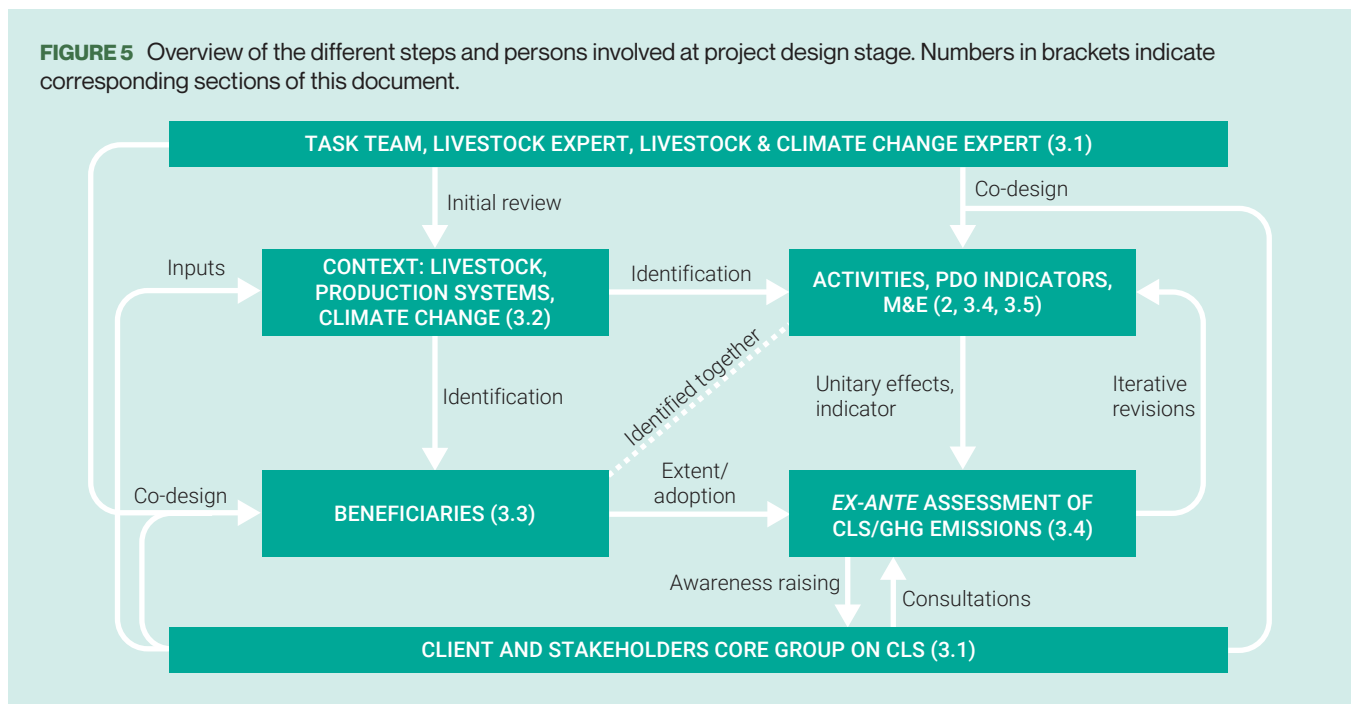 FIGURE 5 Overview of the different steps and persons involved at project design stage. Numbers in brackets indicate
corresponding sections of this document.
TASK TEAM, LIVESTOCK EXPERT, LIVESTOCK & CLIMATE CHANGE EXPERT (3.1)
Initial review
Co-design
Inputs
CONTEXT: LIVESTOCK,
PRODUCTION SYSTEMS,
CLIMATE CHANGE (3.2)
Identification
ACTIVITIES, PDO INDICATORS,
M&E (2, 3.4, 3.5)
Identification
Identified together
Unitary effects,
indicator
Iterative
revisions
Co-design
BENEFICIARIES (3.3)
Extent/
adoption
EX-ANTE ASSESSMENT OF
CLS/GHG EMISSIONS (3.4)
Awareness raising
Consultations
CLIENT AND STAKEHOLDERS CORE GROUP ON CLS (3.1)